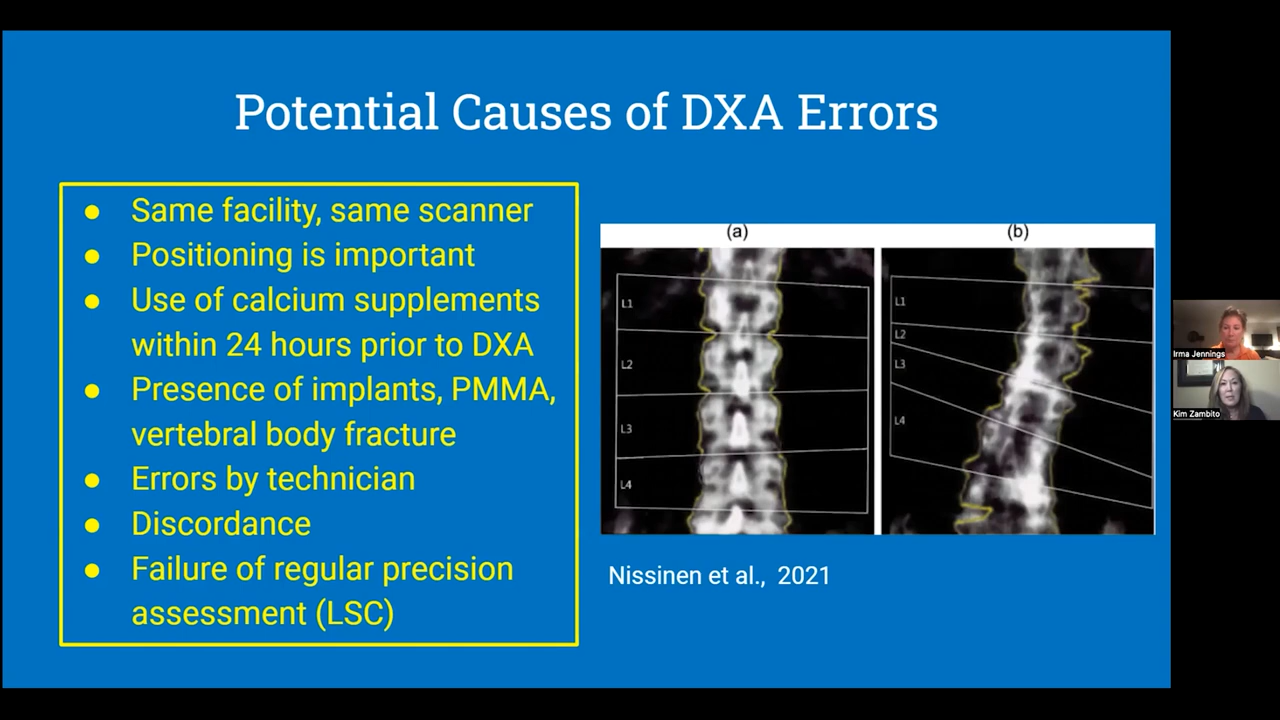 Potential Causes of DXA Errors
● Same facility, same scanner
● Positioning is important
● Use of calcium supplements
within 24 hours prior to DXA
● Presence of implants, PMMA,
vertebral body fracture
● Errors by technician
● Discordance
● Failure of regular precision
assessment (LSC)
(a)
L1
L2
L3
L4
(b)
L1
L2
L3
L4
Nissinen et al., 2021
Irma Jennings
Kim Zambito